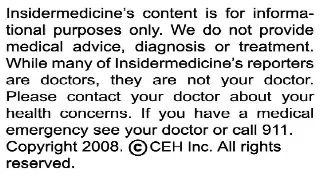 Insidermedicine's content is for informa-
tional purposes only. We do not provide
medical advice, diagnosis or treatment.
While many of Insidermedicine's reporters
are doctors, they are not your doctor.
Please contact your doctor about your
health concerns. If you have a medical
emergency see your doctor or call 911.
Copyright 2008. ©CEH Inc. All rights
reserved.